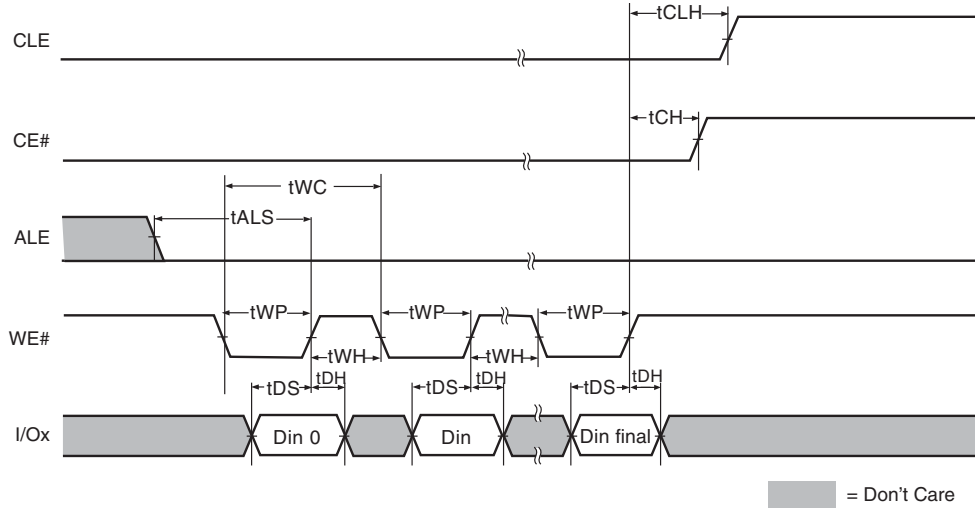 tCLH
CLE
tCH
CE#
tWC
tALS
ALE
tWP tWP tWP
WE#
tWH tWH
tDS tDH tDS tDH tDS tDH
I/Ox Din 0 Din Din final
= Don't Care